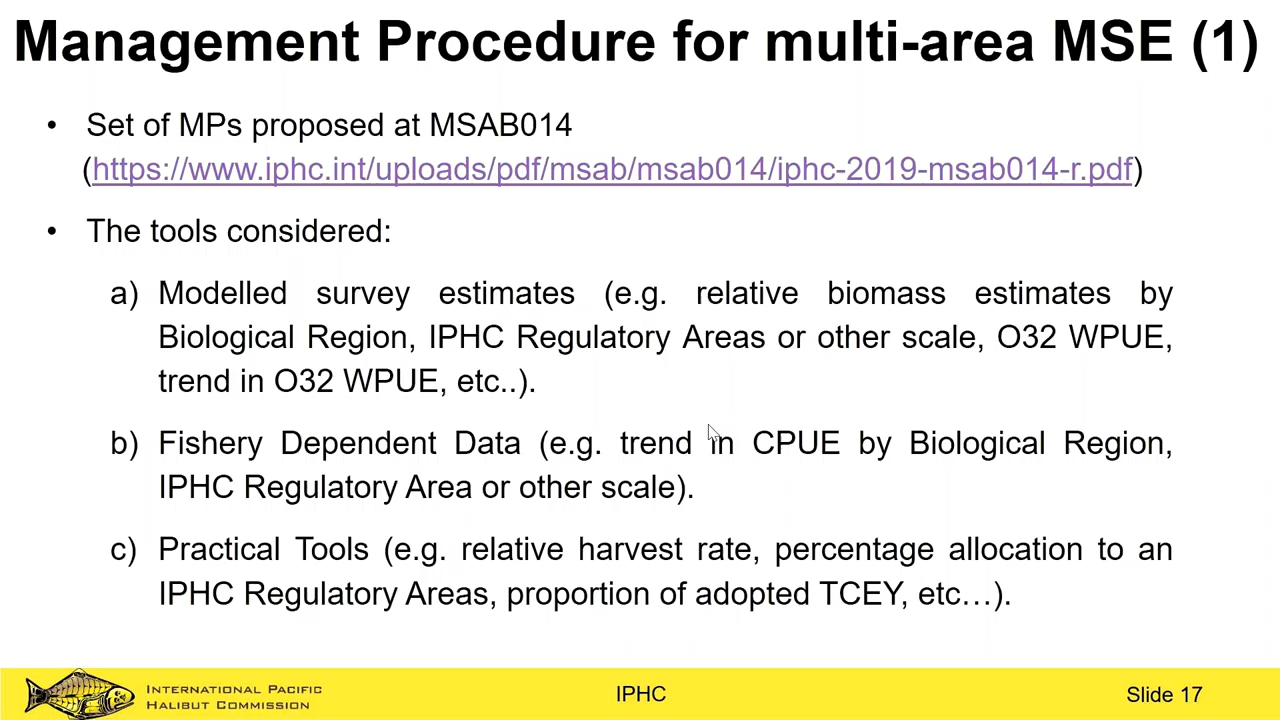 Management Procedure for multi-area MSE (1)
• Set of MPs proposed at MSAB014
(https://www.iphc.int/uploads/pdf/msab/msab014/iphc-2019-msab014-r.pdf)
• The tools considered:
a) Modelled survey estimates (e.g. relative biomass estimates by
Biological Region, IPHC Regulatory Areas or other scale, O32 WPUE,
trend in O32 WPUE, etc..).
b) Fishery Dependent Data (e.g. trend in CPUE by Biological Region,
IPHC Regulatory Area or other scale).
c) Practical Tools (e.g. relative harvest rate, percentage allocation to an
IPHC Regulatory Areas, proportion of adopted TCEY, etc…).
INTERNATIONAL PACIFIC
HALIBUT COMMISSION
IPHC
Slide 17